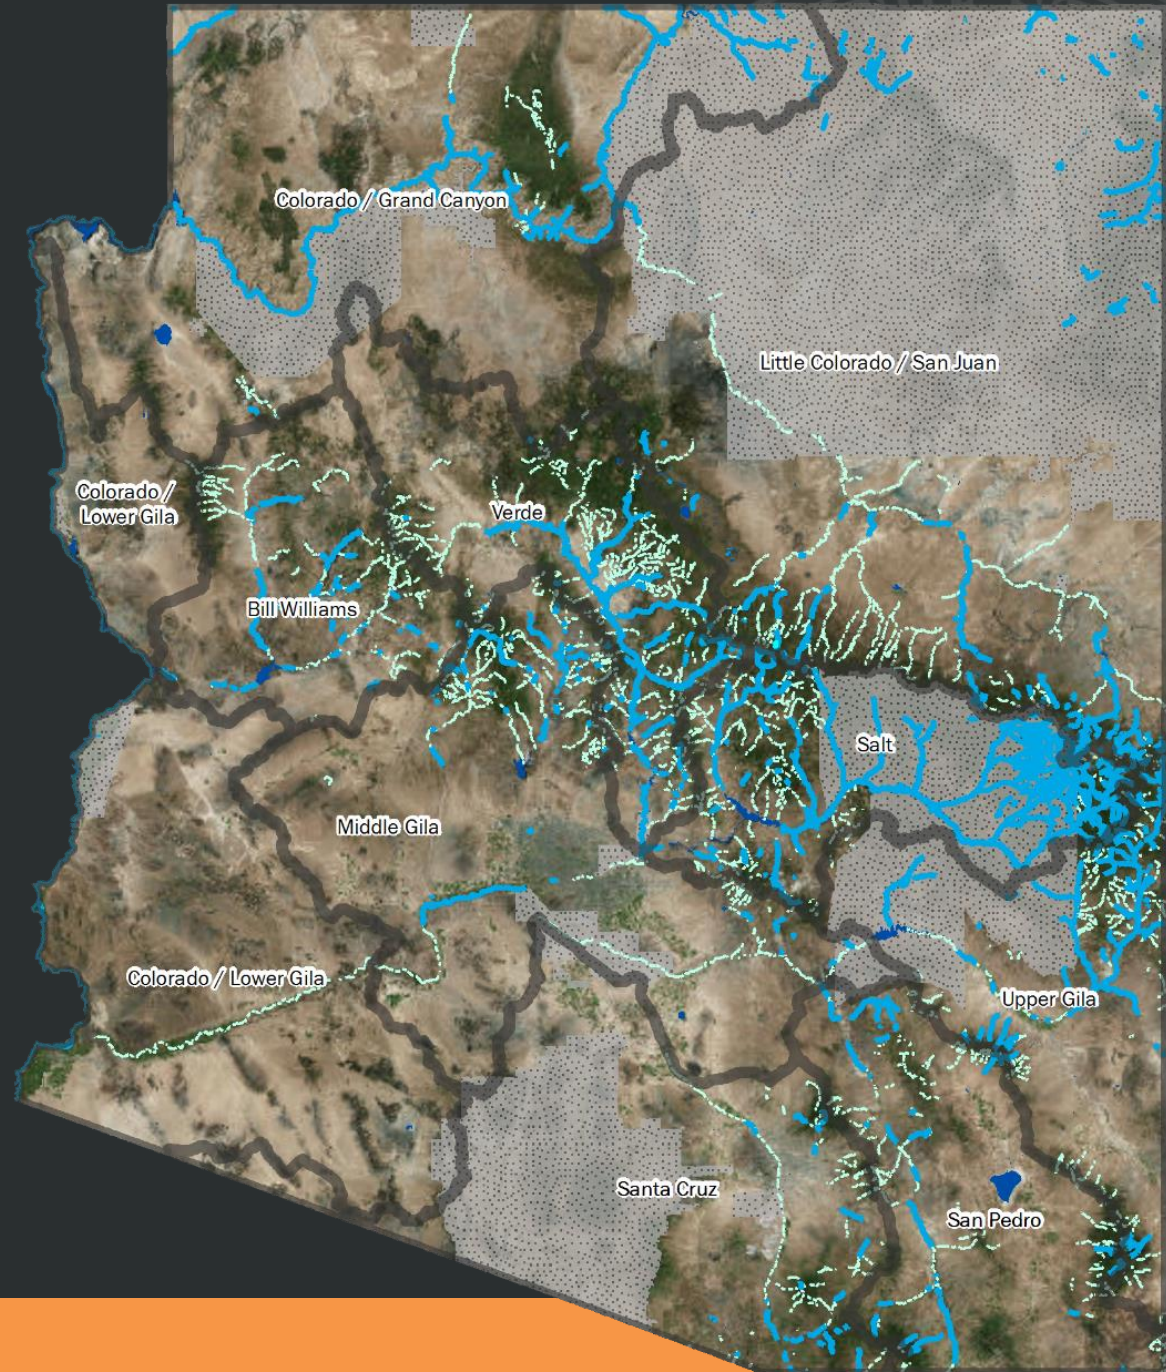 Colorado / Grand Canyon
Little Colorado / San Juan
Colorado /
Lower Gila
Verde
Bill Williams
Salt
Middle Gila
Colorado / Lower Gila
Upper Gila
Santa Cruz
San Pedro